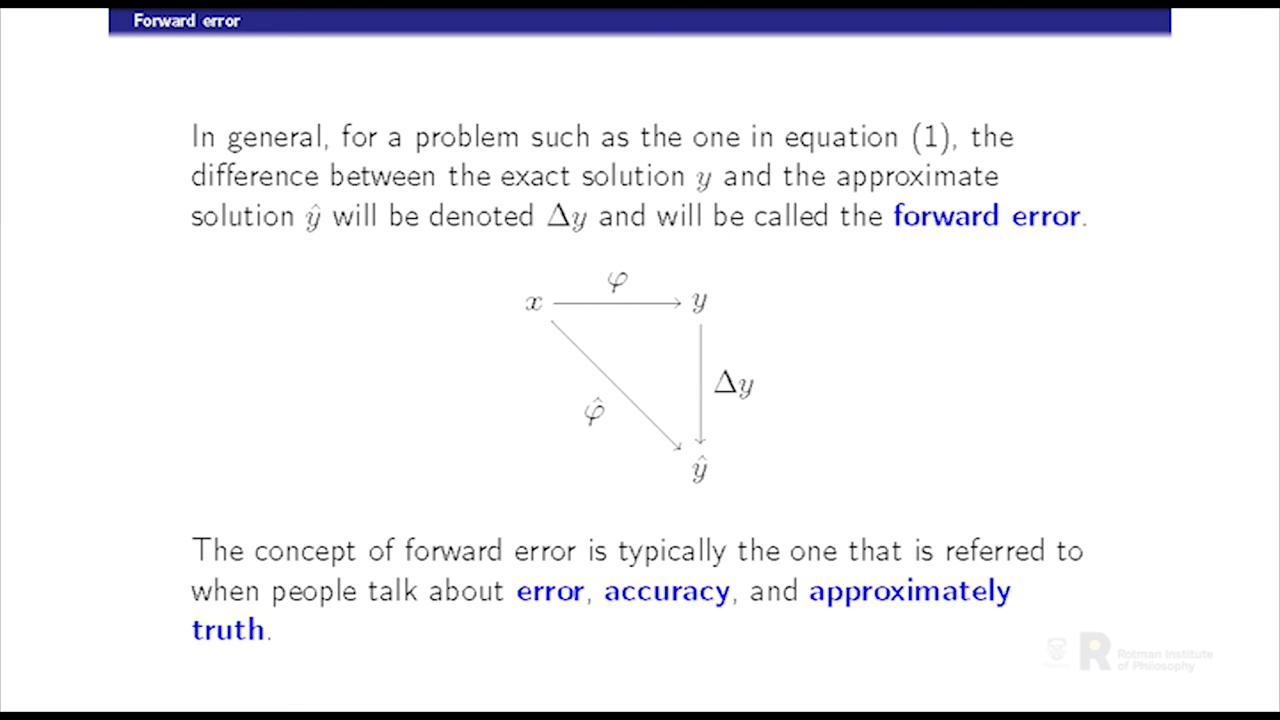 Forward error
In general, for a problem such as the one in equation (1), the
difference between the exact solution y and the approximate
solution ŷ will be denoted Δy and will be called the forward error.
φ
x
y
Δy
φ̂
ŷ
The concept of forward error is typically the one that is referred to
when people talk about error, accuracy, and approximately
truth.
R
Rotman Institute
of Philosophy